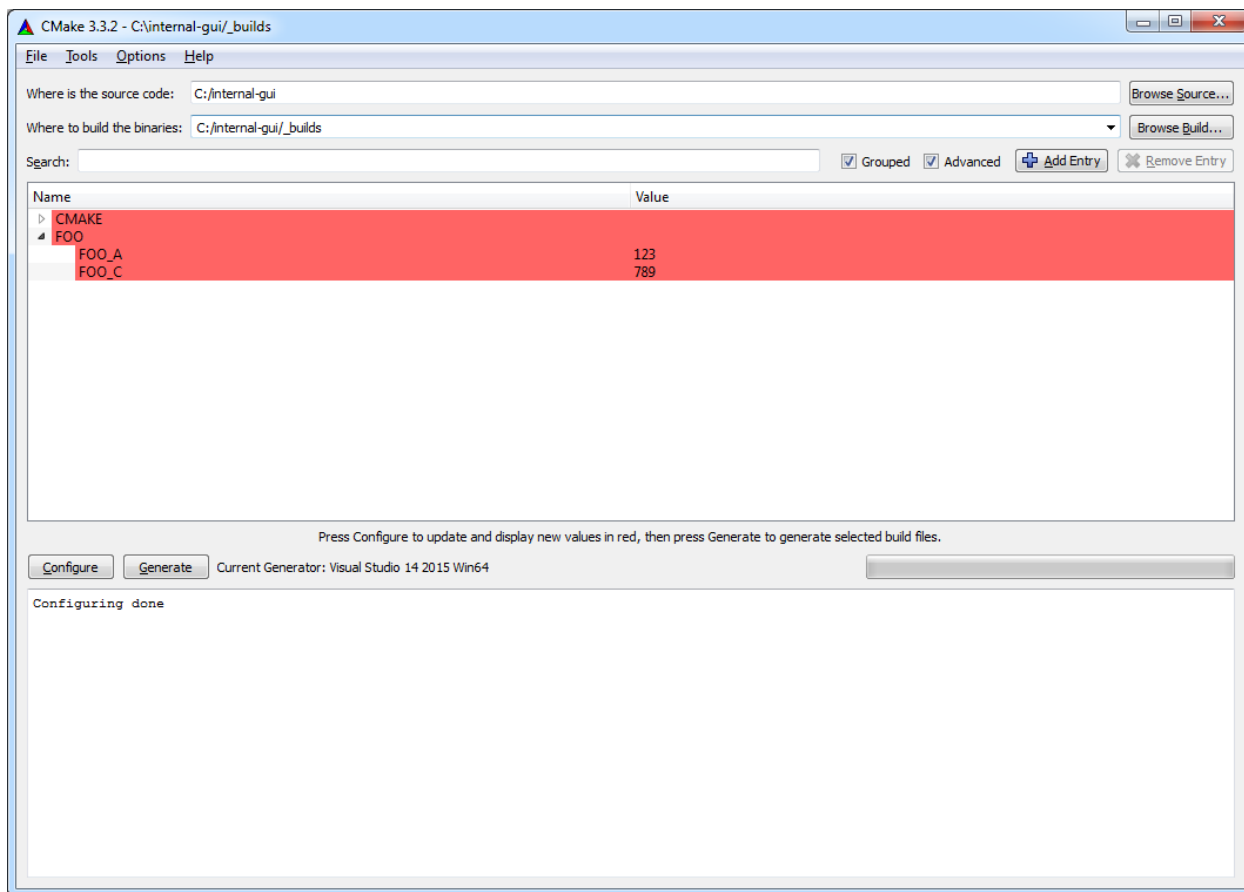 CMake 3.3.2 - C:\internal-gui/_builds
File Tools Options Help
Where is the source code: C:/internal-gui Browse Source...
Where to build the binaries: C:/internal-gui/_builds Browse Build...
Search: Grouped Advanced Add Entry Remove Entry
Name Value
CMAKE
FOO
FOO_A 123
FOO_C 789
Press Configure to update and display new values in red, then press Generate to generate selected build files.
Configure Generate Current Generator: Visual Studio 14 2015 Win64
Configuring done